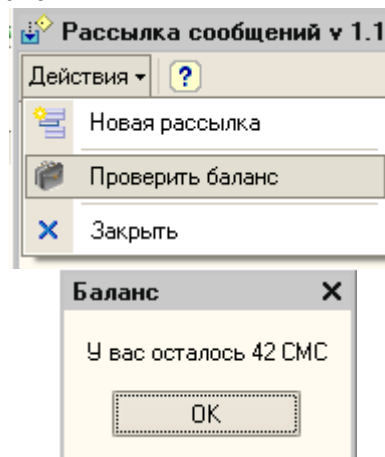 Рассылка сообщений v 1.1
Действия ?
Новая рассылка
Проверить баланс
Закрыть
Баланс
У вас осталось 42 СМС
OK